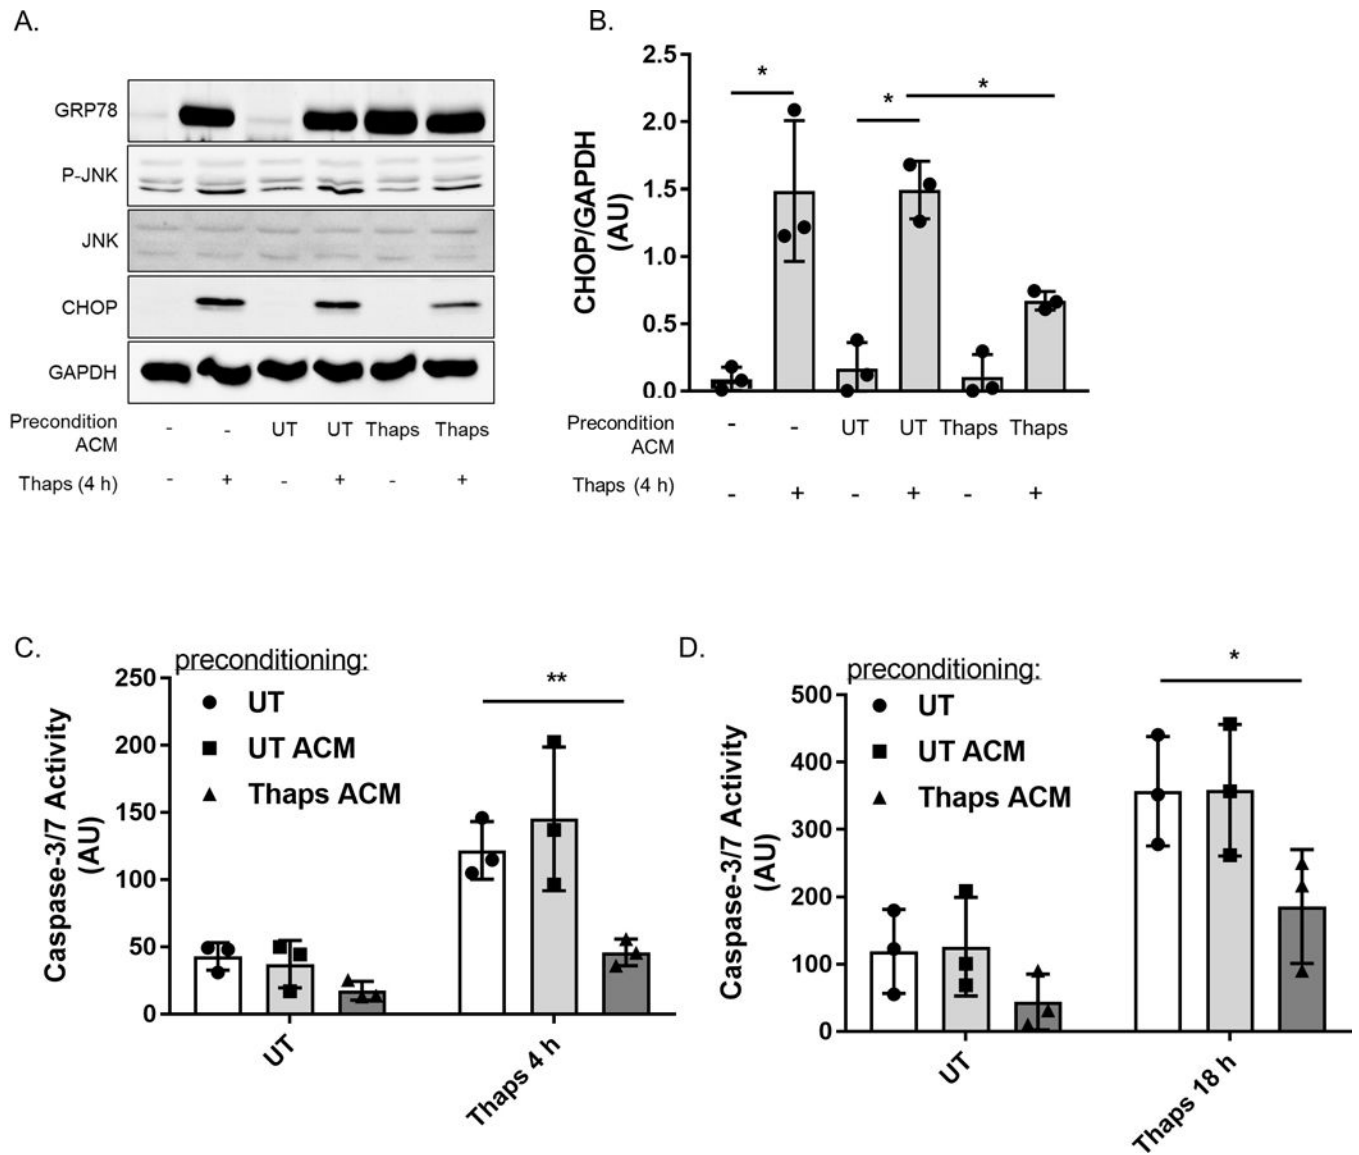 A.
GRP78
P-JNK
JNK
CHOP
GAPDH
Precondition ACM - - UT UT Thaps Thaps
Thaps (4 h) - + - + - +
B.
CHOP/GAPDH
(AU)
2.5
2.0
1.5
1.0
0.5
0.0
*
*
*
Precondition ACM - - UT UT Thaps Thaps
Thaps (4 h) - + - + - +
C.
preconditioning:
UT
UT ACM
Thaps ACM
Caspase-3/7 Activity
(AU)
250
200
150
100
50
0
**
UT
Thaps 4 h
D.
preconditioning:
UT
UT ACM
Thaps ACM
Caspase-3/7 Activity
(AU)
500
400
300
200
100
0
*
UT
Thaps 18 h